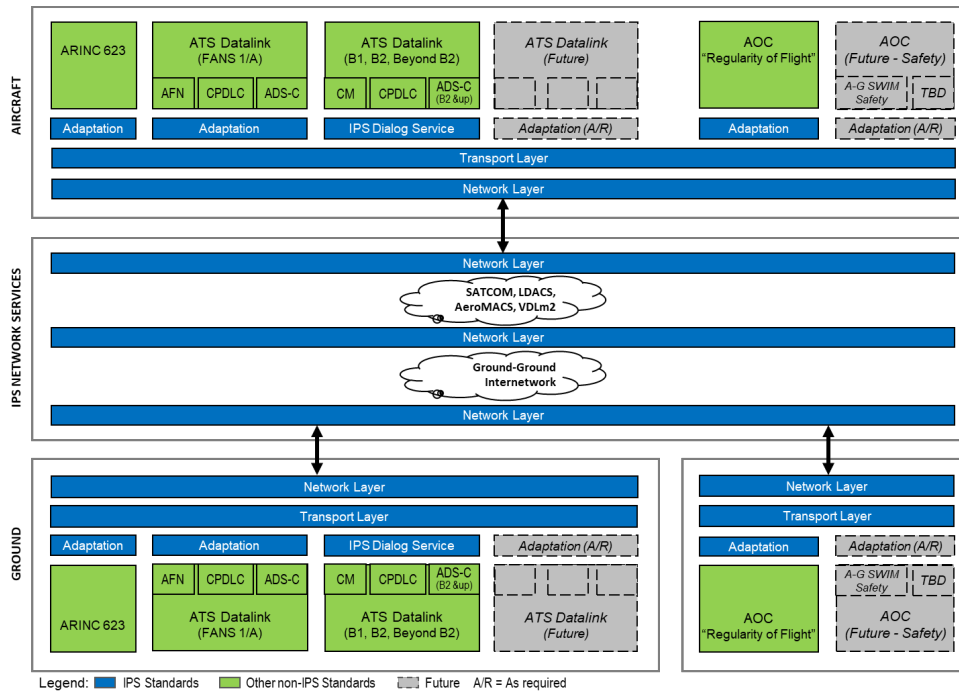 AIRCRAFT
ARINC 623
ATS Datalink
(FANS 1/A)
AFN
CPDLC
ADS-C
ATS Datalink
(B1, B2, Beyond B2)
CM
CPDLC
ADS-C
(B2 &up)
ATS Datalink
(Future)
AOC
“Regularity of Flight”
AOC
(Future - Safety)
A-G SWIM
Safety
TBD
Adaptation
Adaptation
IPS Dialog Service
Adaptation (A/R)
Adaptation
Adaptation (A/R)
Transport Layer
Network Layer
IPS NETWORK SERVICES
Network Layer
SATCOM, LDACS,
AeroMACS, VDLm2
Network Layer
Ground-Ground
Internetwork
Network Layer
GROUND
Network Layer
Transport Layer
Adaptation
Adaptation
IPS Dialog Service
Adaptation (A/R)
ARINC 623
AFN
CPDLC
ADS-C
ATS Datalink
(FANS 1/A)
CM
CPDLC
ADS-C
(B2 &up)
ATS Datalink
(B1, B2, Beyond B2)
ATS Datalink
(Future)
Network Layer
Transport Layer
Adaptation
Adaptation (A/R)
AOC
“Regularity of Flight”
A-G SWIM
Safety
TBD
AOC
(Future - Safety)
Legend: IPS Standards Other non-IPS Standards Future A/R = As required